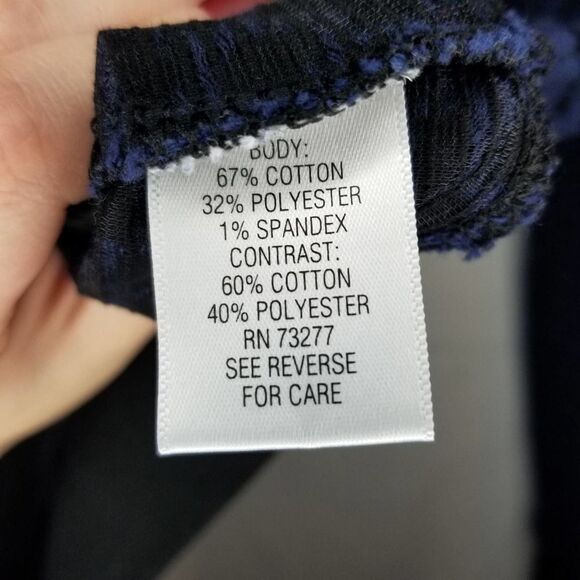 BODY:
67% COTTON
32% POLYESTER
1% SPANDEX
CONTRAST:
60% COTTON
40% POLYESTER
RN 73277
SEE REVERSE
FOR CARE